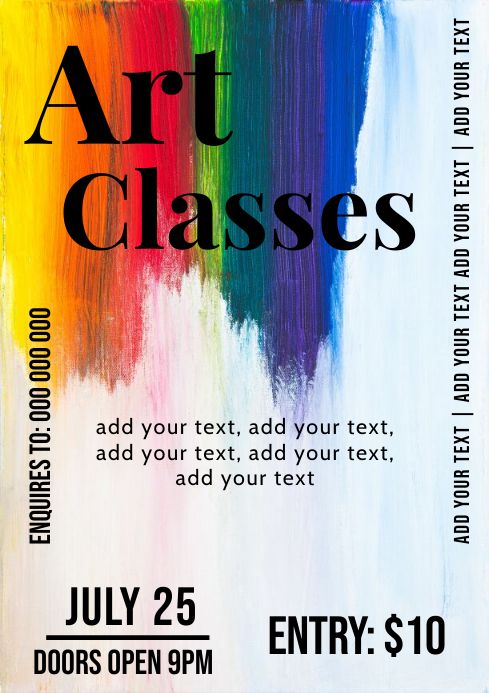 Art
Classes
ADD YOUR TEXT | ADD YOUR TEXT ADD YOUR TEXT | ADD YOUR TEXT
ENQUIRES TO: 000 000 000
add your text, add your text,
add your text, add your text,
add your text
JULY 25
DOORS OPEN 9PM
ENTRY: $10